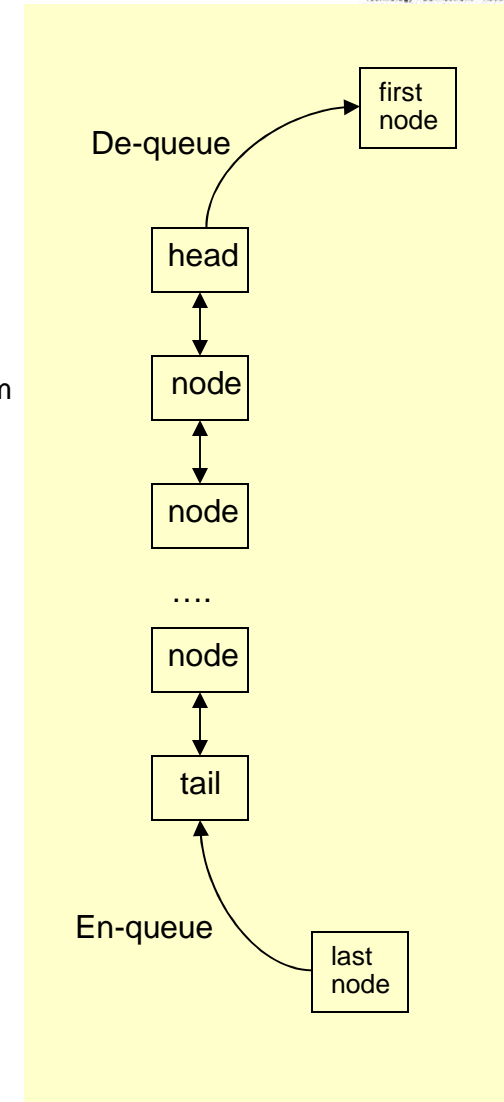 first
node
De-queue
head
node
m
node
….
node
tail
En-queue
last
node